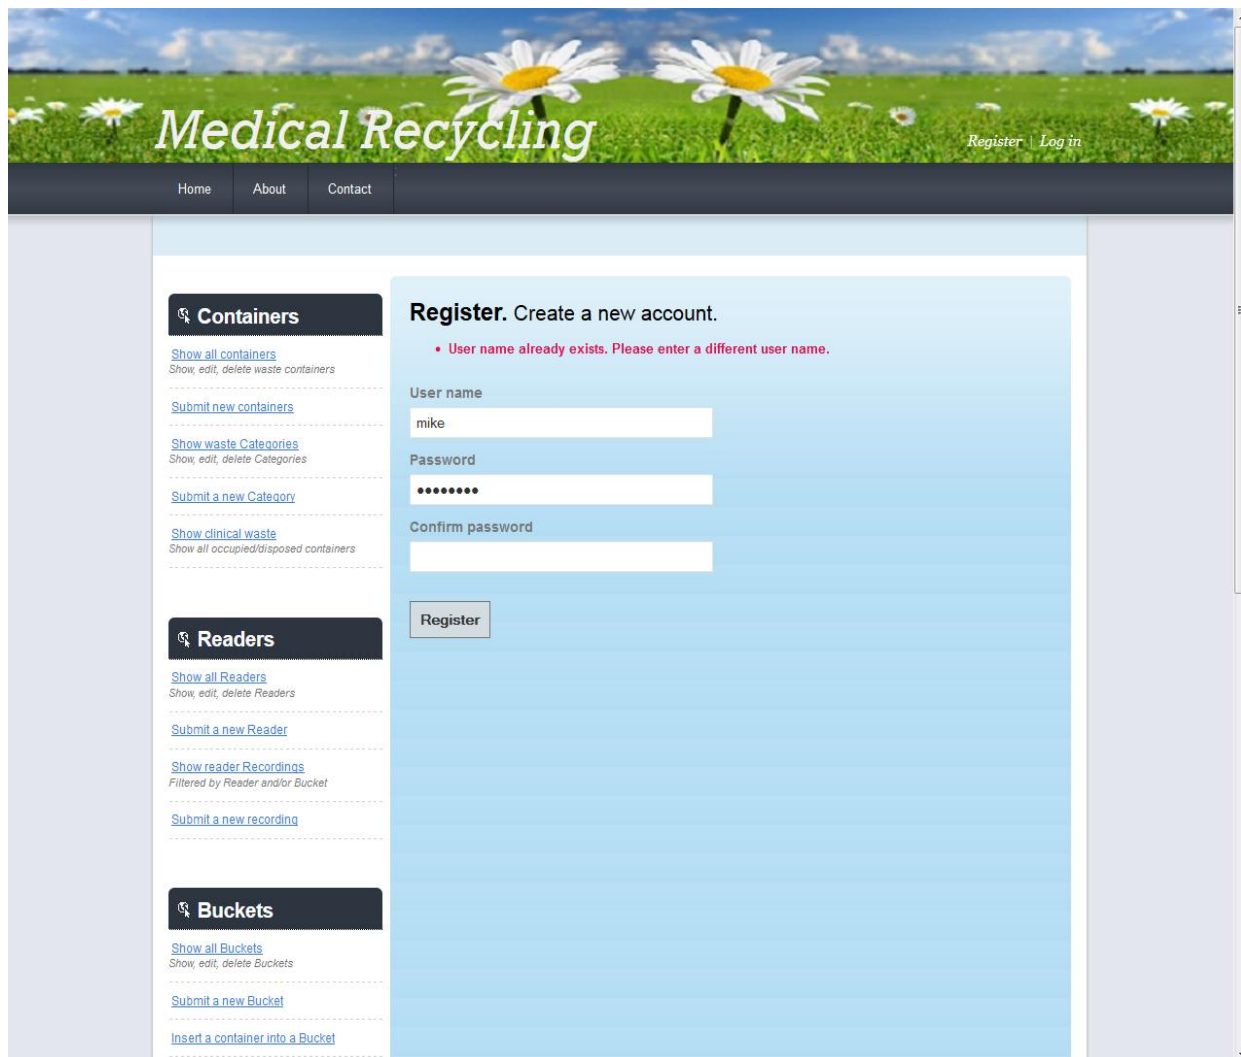 Medical Recycling
Register | Log in
Home About Contact
Containers
Show all containers
Show, edit, delete waste containers
Submit new containers
Show waste Categories
Show, edit, delete Categories
Submit a new Category
Show clinical waste
Show all occupied/disposed containers
Readers
Show all Readers
Show, edit, delete Readers
Submit a new Reader
Show reader Recordings
Filtered by Reader and/or Bucket
Submit a new recording
Buckets
Show all Buckets
Show, edit, delete Buckets
Submit a new Bucket
Insert a container into a Bucket
Register. Create a new account.
• User name already exists. Please enter a different user name.
User name
mike
Password
••••••••
Confirm password
Register